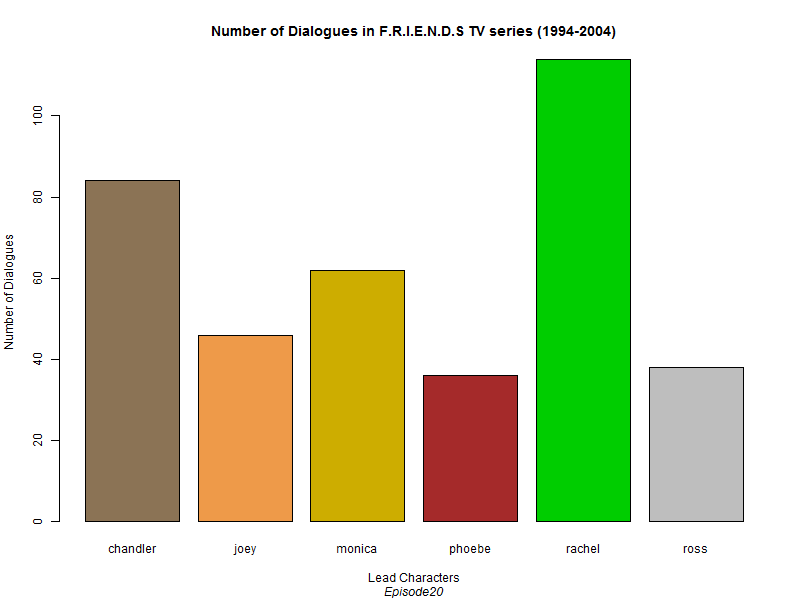 Number of Dialogues in F.R.I.E.N.D.S TV series (1994-2004)
Number of Dialogues
100
80
60
40
20
0
chandler joey monica phoebe rachel ross
Lead Characters
Episode20